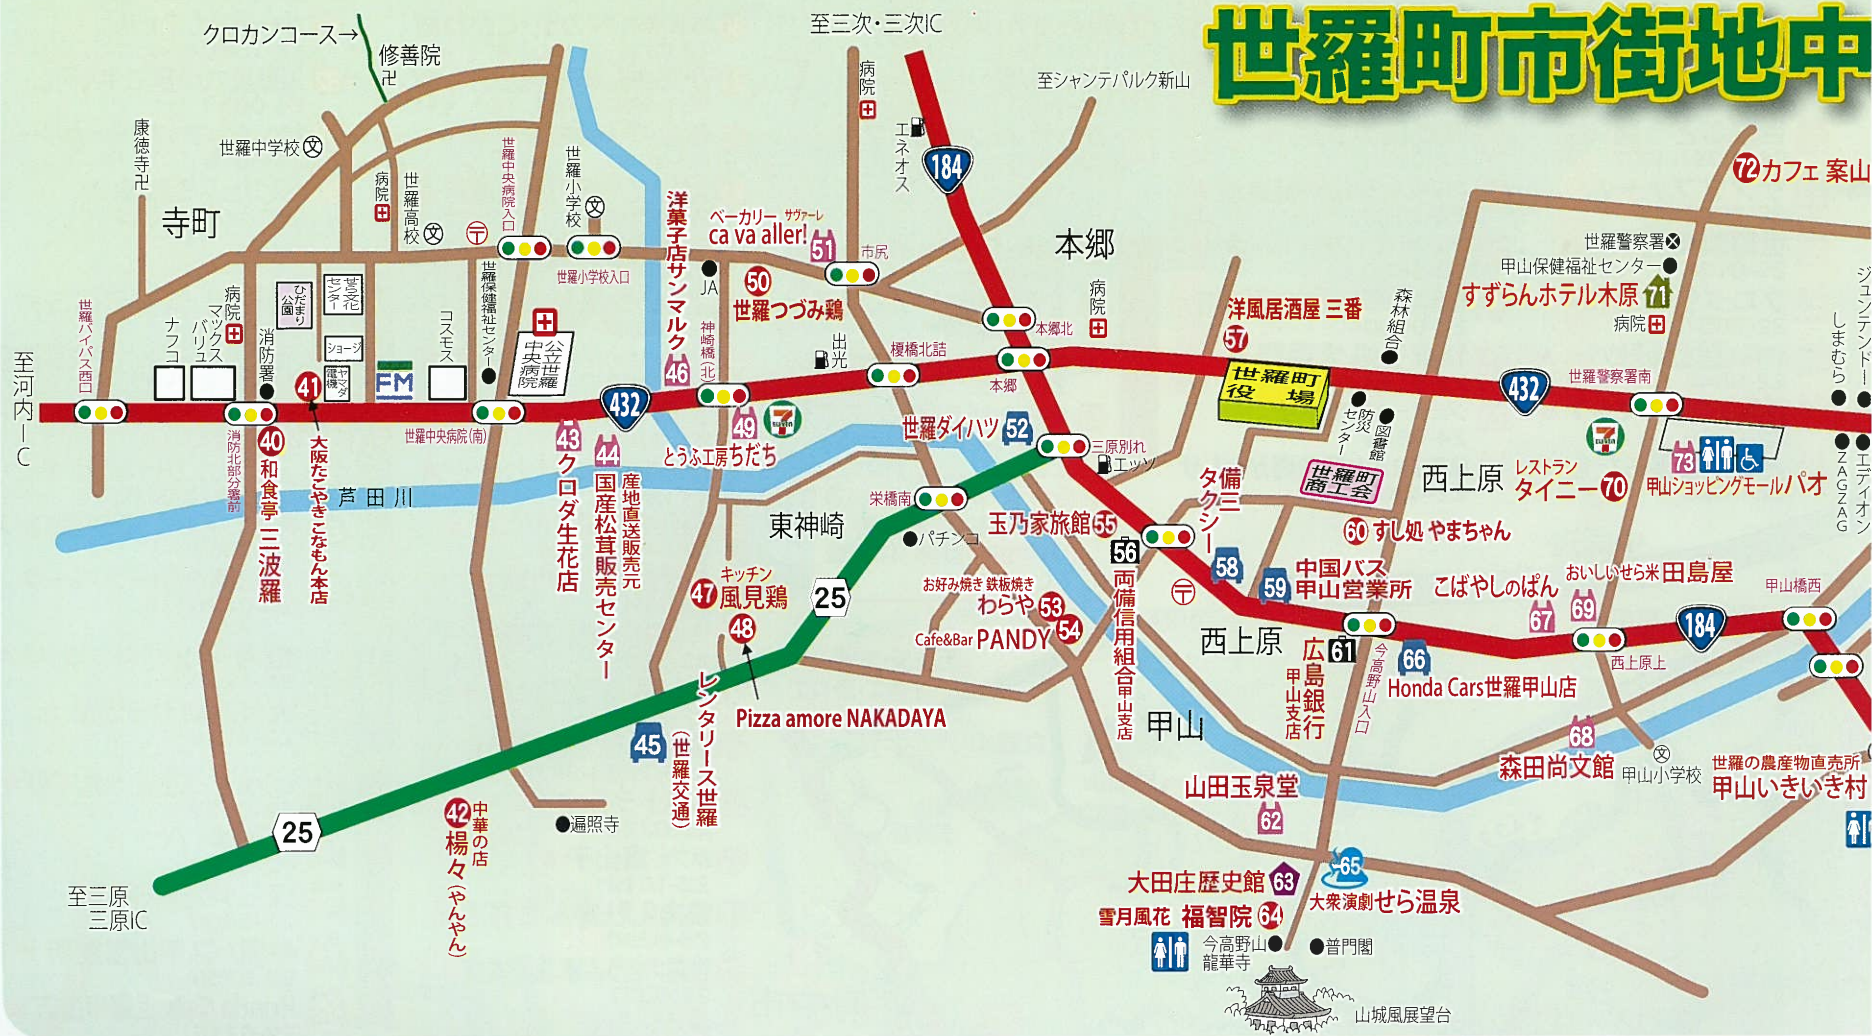 世羅町市街地中
クロカンコース→
修善院
卍
至三次・三次IC
病院
エネオス
184
至シャンテパルク新山
72 カフェ 案山
康徳寺卍
世羅中学校 文
病院
世羅高校 文
世羅中央病院入口
世羅小学校 文
寺町
世羅小学校入口
洋菓子店サンマルク
46
ベーカリー サヴァーレ
ca va aller!
51
市尻
本郷
JA
50
世羅つづみ鶏
神崎橋(北)
出光
榎橋北詰
本郷北
本郷
病院
洋風居酒屋 三番
57
森林組合
世羅町
役場
世羅警察署
甲山保健福祉センター
すずらんホテル木原 71
病院
432
世羅警察署南
しまむら
ジュンテンドー
世羅バイパス西口
ナフコ
マックス
バリュ
病院
消防署
ひだまり
公園
せら文化
センター
ショージ
ヤマダ
電機
FM
コスモス
世羅保健福祉センター
公立世羅
中央病院
432
至河内IC
消防北部分署前
40
和食亭 三波羅
41
大阪たこやき こなもん本店
世羅中央病院(南)
43
クロダ生花店
44
産地直送販売元
国産松茸販売センター
49
とうふ工房ちだち
世羅ダイハツ 52
三原別れ
エッソ
芦田川
栄橋南
東神崎
パチンコ
玉乃家旅館 55
56
両備信用組合甲山支店
備三
タクシー
58
防災
センター
図書館
世羅町
商工会
西上原
レストラン
タイニー 70
73
甲山ショッピングモール パオ
ZAGZAG
エディオン
60 すし処 やまちゃん
59
中国バス
甲山営業所
こばやしのぱん
67
おいしいせら米 田島屋
69
甲山橋西
184
西上原上
キッチン
47 風見鶏
48
25
お好み焼き 鉄板焼き
わらや 53
Cafe&Bar PANDY 54
Pizza amore NAKADAYA
レンタリース世羅
(世羅交通)
45
西上原
61
広島銀行
甲山支店
今高野山入口
66
Honda Cars世羅甲山店
甲山
68
森田尚文館
文
甲山小学校
世羅の農産物直売所
甲山いきいき村
山田玉泉堂
62
42
中華の店
楊々(やんやん)
遍照寺
25
至三原
三原IC
大田庄歴史館 63
雪月風花 福智院 64
65
大衆演劇せら温泉
今高野山
龍華寺
普門閣
山城風展望台